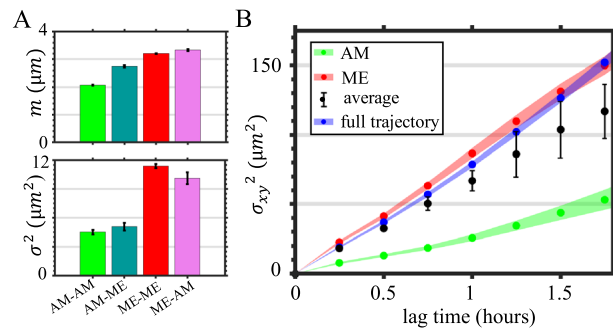 A
m (μm)
4
2
0
σ² (μm²)
12
6
0
AM-AM
AM-ME
ME-ME
ME-AM
B
AM
ME
average
full trajectory
σxy² (μm²)
150
0
0
0.5
1.0
1.5
lag time (hours)